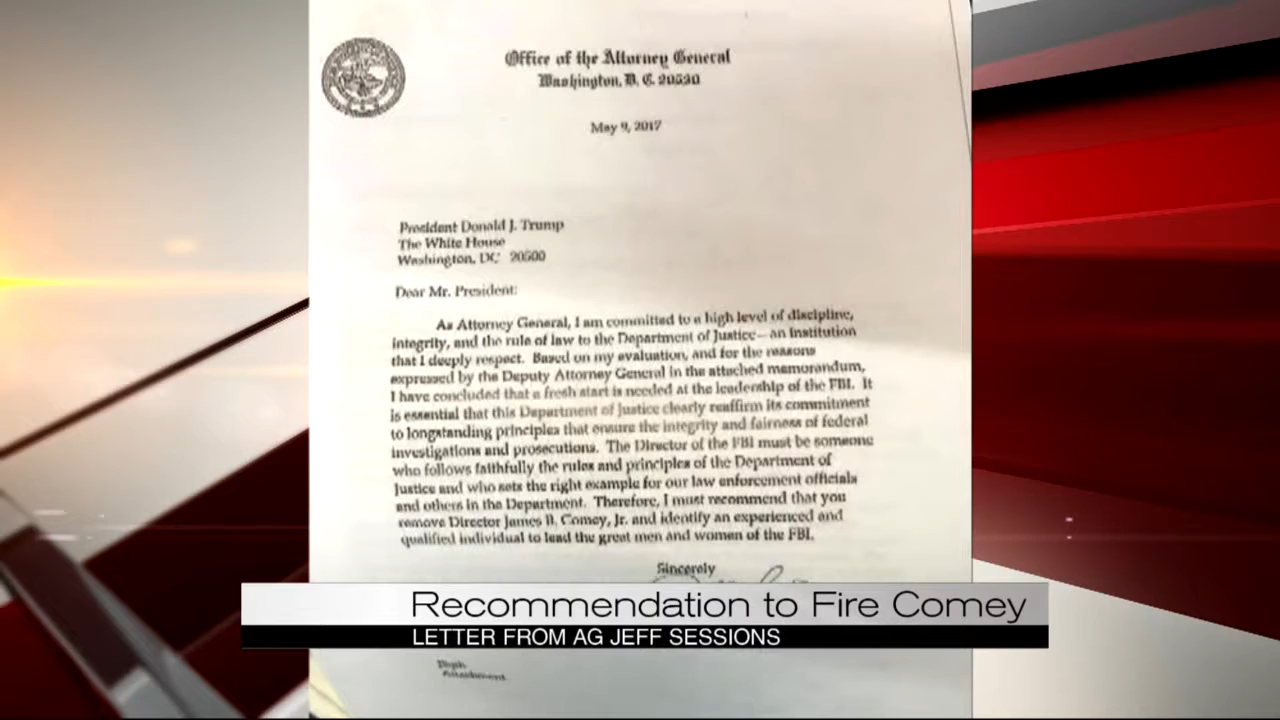 Office of the Attorney General
Washington, D. C. 20530
May 9, 2017
President Donald J. Trump
The White House
Washington, DC 20500
Dear Mr. President:
As Attorney General, I am committed to a high level of discipline,
integrity, and the rule of law to the Department of Justice—an institution
that I deeply respect. Based on my evaluation, and for the reasons
expressed by the Deputy Attorney General in the attached memorandum,
I have concluded that a fresh start is needed at the leadership of the FBI. It
is essential that this Department of Justice clearly reaffirm its commitment
to longstanding principles that ensure the integrity and fairness of federal
investigations and prosecutions. The Director of the FBI must be someone
who follows faithfully the rules and principles of the Department of
Justice and who sets the right example for our law enforcement officials
and others in the Department. Therefore, I must recommend that you
remove Director James B. Comey, Jr. and identify an experienced and
qualified individual to lead the great men and women of the FBI.
Sincerely
Recommendation to Fire Comey
LETTER FROM AG JEFF SESSIONS
Attachment